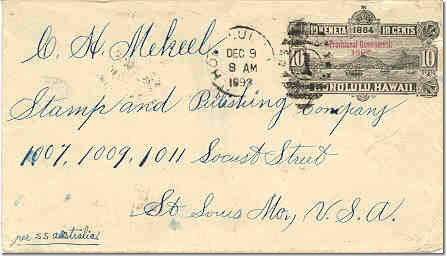 C. H. Mekeel
Stamp and Publishing Company
1007, 1009, 1011 Locust Street
St Louis Mo., U.S.A.
per SS Australia
HONOLULU
DEC 9
8 AM
1893
1884
10 CENTS
Provisional Government
1893
10
10
HONOLULU, HAWAII.